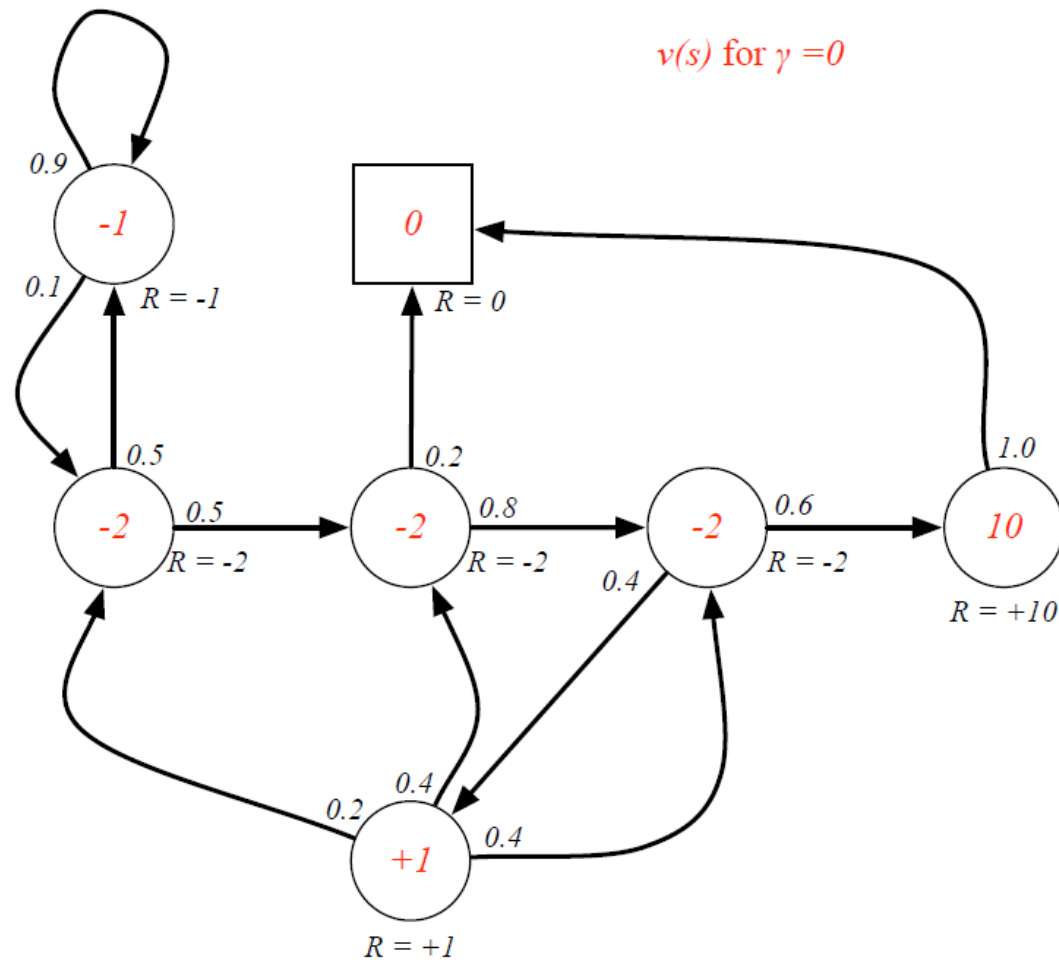 v(s) for γ =0
0.9
-1
0
0.1
R = -1
R = 0
0.5
0.2
1.0
-2
0.5
R = -2
-2
0.8
R = -2
-2
0.6
R = -2
10
0.4
R = +10
0.4
0.2
0.4
+1
R = +1